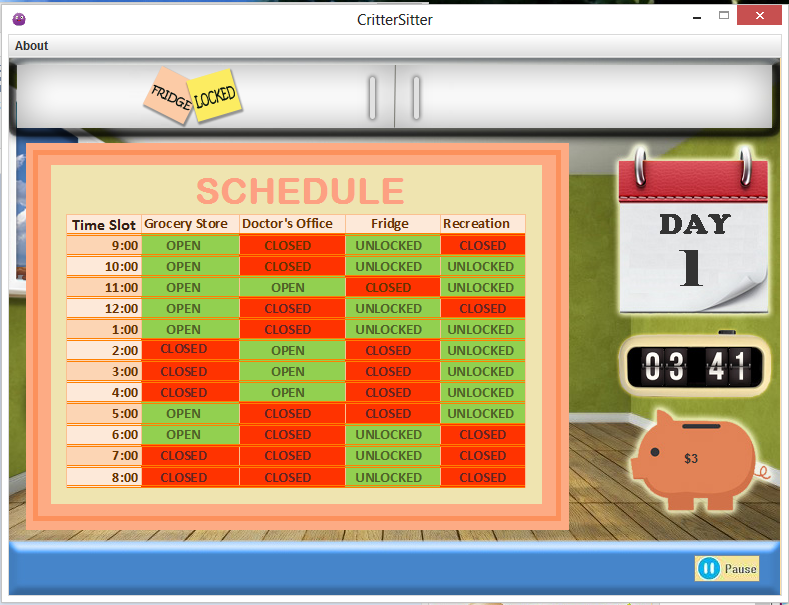 CritterSitter
About
FRIDGE LOCKED
SCHEDULE
Time Slot Grocery Store Doctor's Office Fridge Recreation
9:00 OPEN CLOSED UNLOCKED CLOSED
10:00 OPEN CLOSED UNLOCKED UNLOCKED
11:00 OPEN OPEN CLOSED UNLOCKED
12:00 OPEN CLOSED UNLOCKED CLOSED
1:00 OPEN CLOSED UNLOCKED UNLOCKED
2:00 CLOSED OPEN CLOSED UNLOCKED
3:00 CLOSED OPEN CLOSED UNLOCKED
4:00 CLOSED OPEN CLOSED UNLOCKED
5:00 OPEN CLOSED CLOSED UNLOCKED
6:00 OPEN CLOSED UNLOCKED CLOSED
7:00 CLOSED CLOSED UNLOCKED CLOSED
8:00 CLOSED CLOSED UNLOCKED CLOSED
DAY
1
03 41
$3
Pause